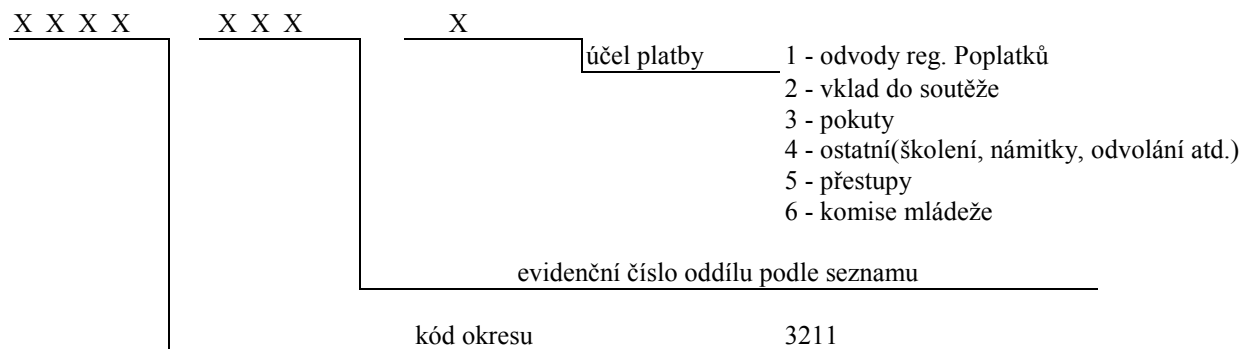 X X X X X X X X
účel platby 1 - odvody reg. Poplatků
2 - vklad do soutěže
3 - pokuty
4 - ostatní(školení, námitky, odvolání atd.)
5 - přestupy
6 - komise mládeže
evidenční číslo oddílu podle seznamu
kód okresu 3211